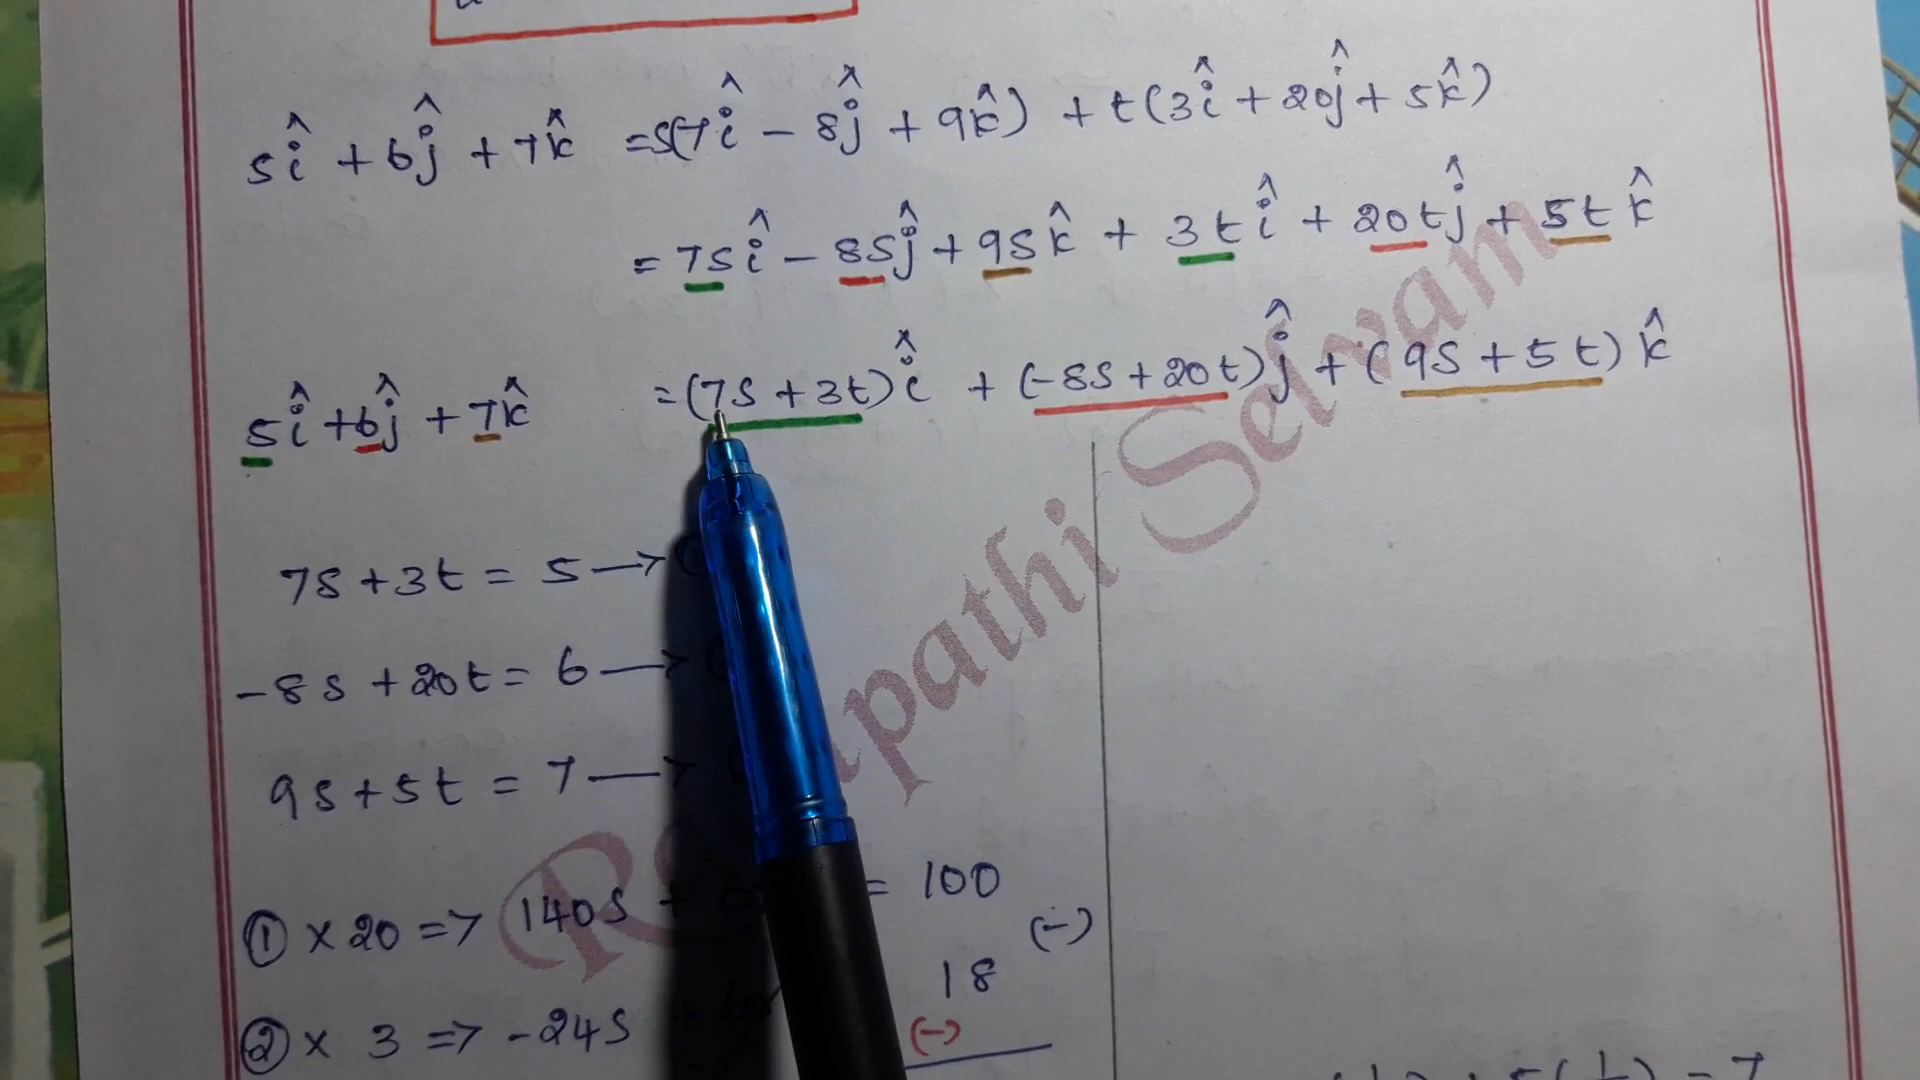 5î + 6ĵ + 7k̂ = s(7î - 8ĵ + 9k̂) + t(3î + 20ĵ + 5k̂)
= 7sî - 8sĵ + 9sk̂ + 3tî + 20tĵ + 5tk̂
5î + 6ĵ + 7k̂ = (7s + 3t)î + (-8s + 20t)ĵ + (9s + 5t)k̂
7s + 3t = 5 →
-8s + 20t = 6 →
9s + 5t = 7 →
① × 20 => 140s + = 100
(-)
② × 3 => -24s + 18
(-)
= 7
Selvam